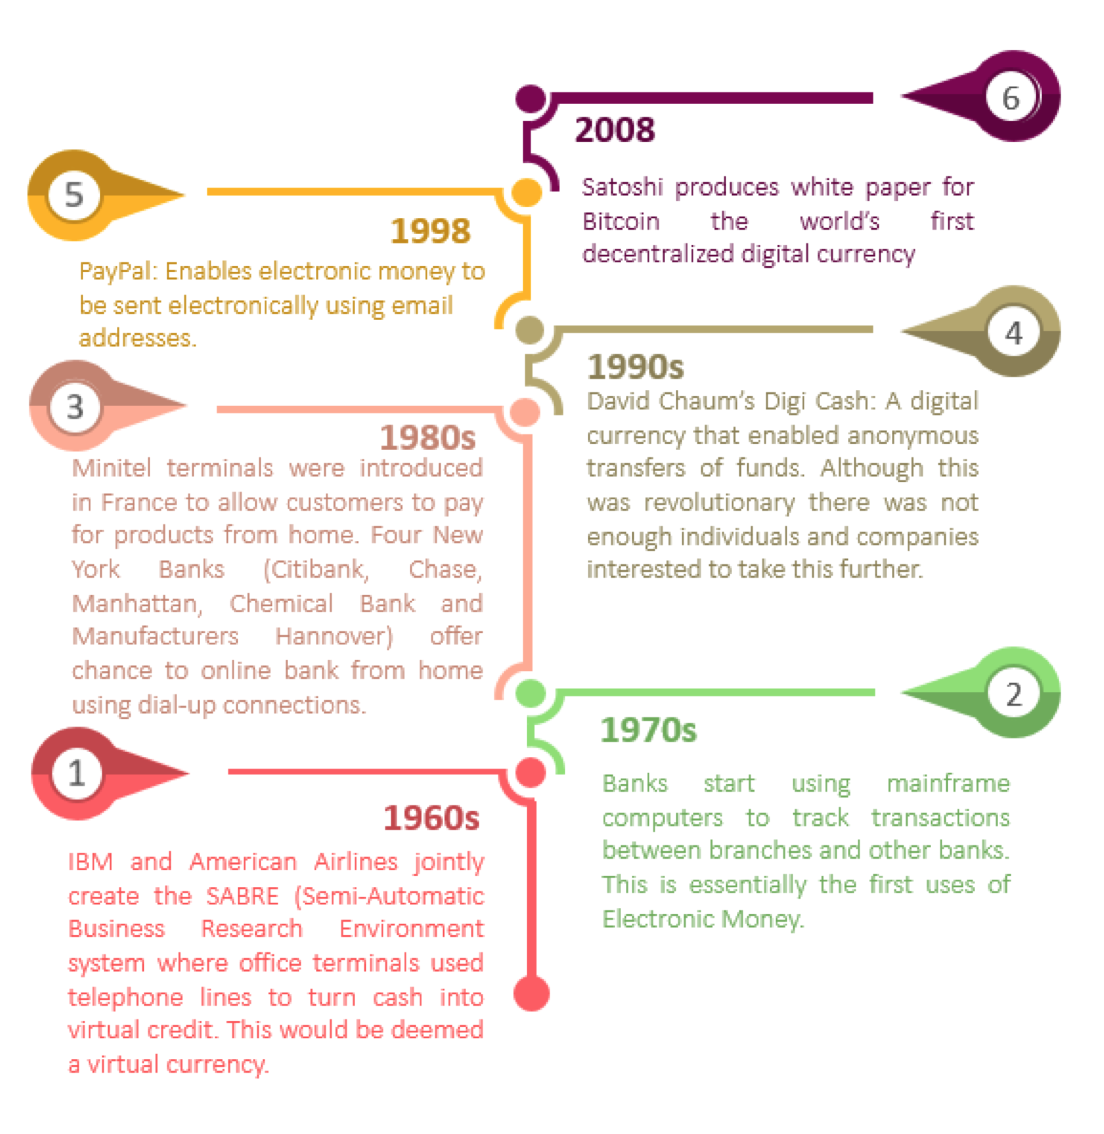 6
2008
Satoshi produces white paper for
Bitcoin the world's first
decentralized digital currency
5
1998
PayPal: Enables electronic money to
be sent electronically using email
addresses.
4
1990s
David Chaum's Digi Cash: A digital
currency that enabled anonymous
transfers of funds. Although this
was revolutionary there was not
enough individuals and companies
interested to take this further.
3
1980s
Minitel terminals were introduced
in France to allow customers to pay
for products from home. Four New
York Banks (Citibank, Chase,
Manhattan, Chemical Bank and
Manufacturers Hannover) offer
chance to online bank from home
using dial-up connections.
2
1970s
Banks start using mainframe
computers to track transactions
between branches and other banks.
This is essentially the first uses of
Electronic Money.
1
1960s
IBM and American Airlines jointly
create the SABRE (Semi-Automatic
Business Research Environment
system where office terminals used
telephone lines to turn cash into
virtual credit. This would be deemed
a virtual currency.